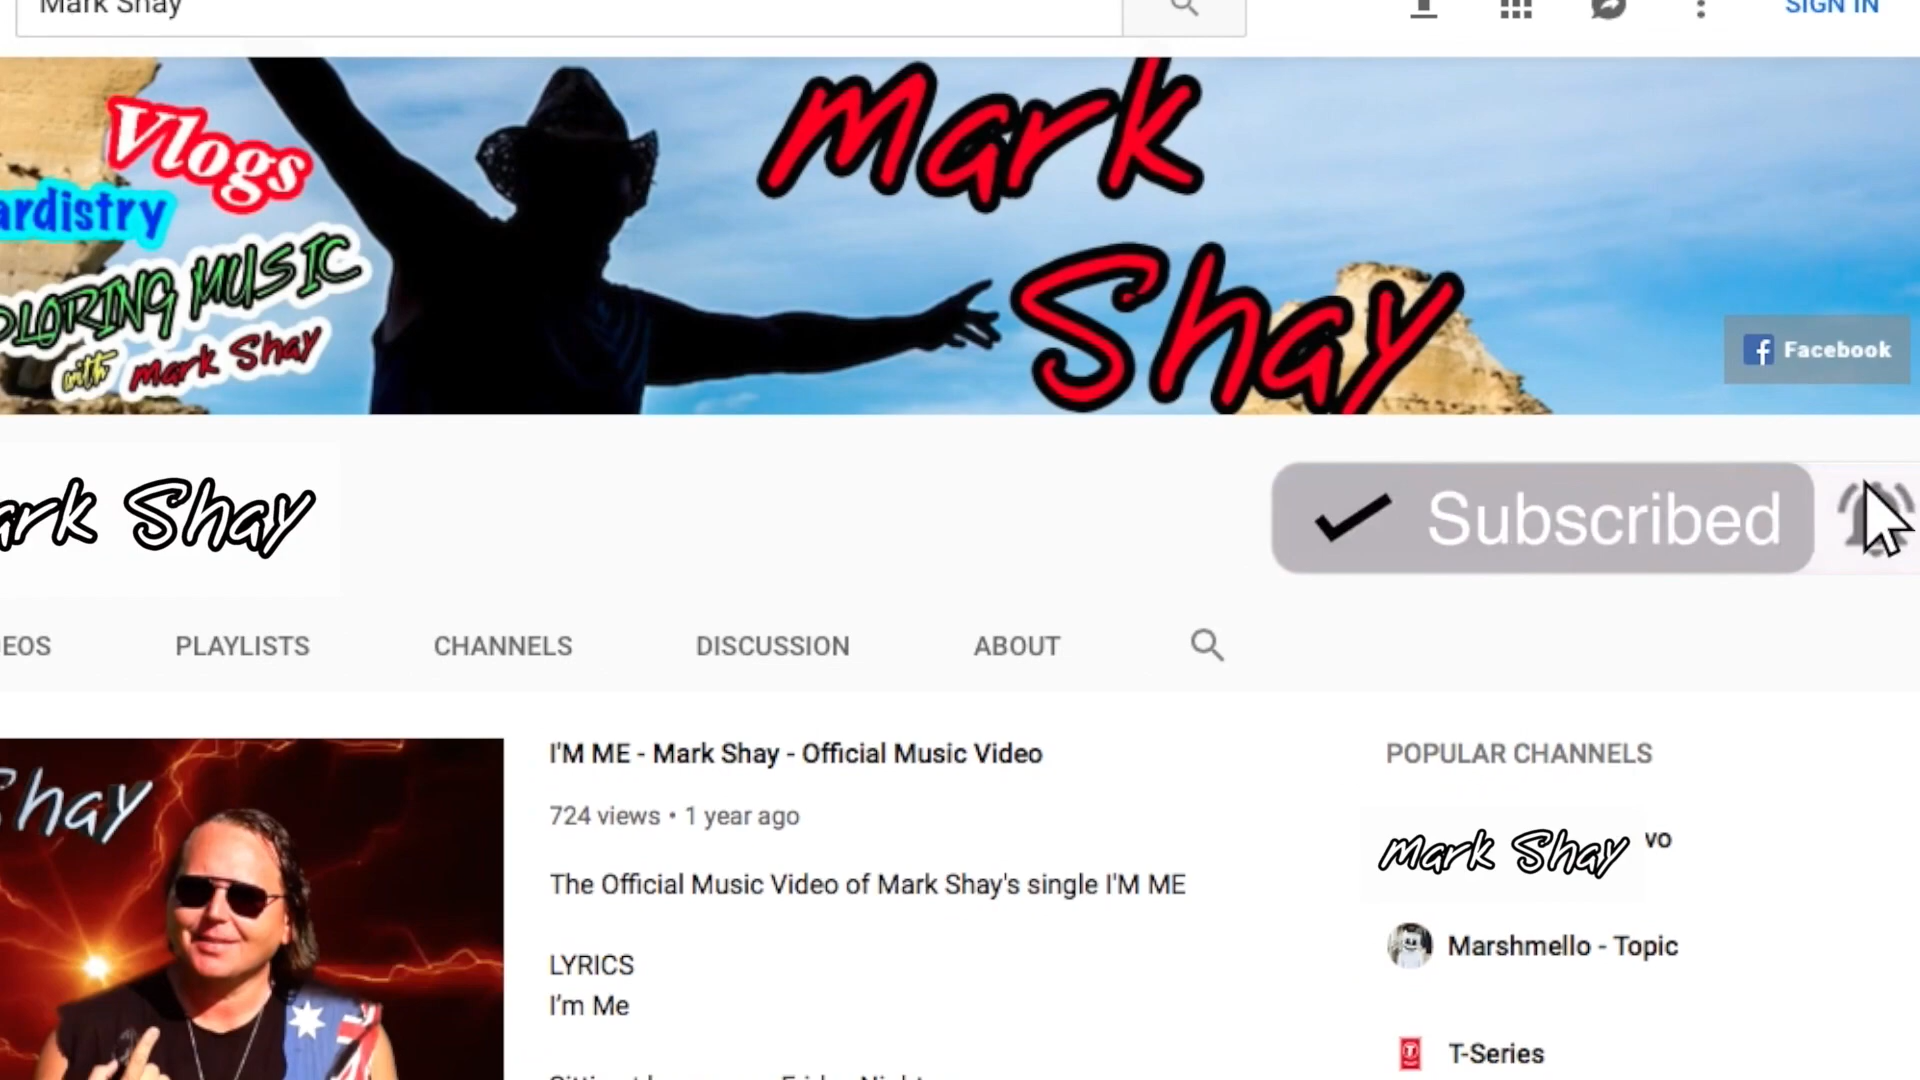 Mark Shay
SIGN IN
Mark
Shay
Vlogs
ardistry
LORING MUSIC
with Mark Shay
Facebook
ark Shay
Subscribed
EOS
PLAYLISTS
CHANNELS
DISCUSSION
ABOUT
Shay
I'M ME - Mark Shay - Official Music Video
724 views • 1 year ago
The Official Music Video of Mark Shay's single I'M ME
LYRICS
I’m Me
POPULAR CHANNELS
Mark Shay vo
Marshmello - Topic
T-Series